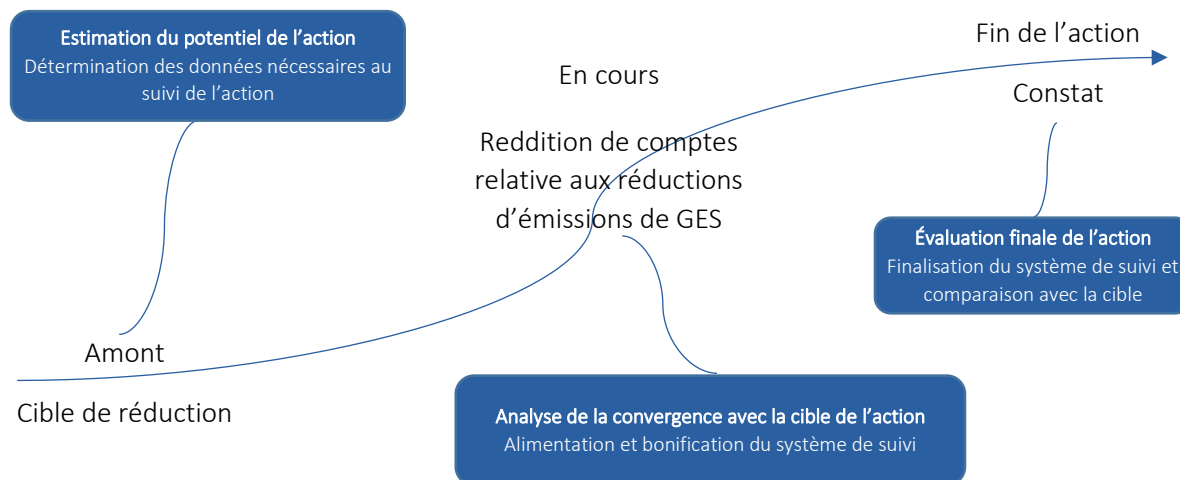 Estimation du potentiel de l’action
Détermination des données nécessaires au
suivi de l’action
Fin de l’action
En cours
Constat
Reddition de comptes
relative aux réductions
d’émissions de GES
Évaluation finale de l’action
Finalisation du système de suivi et
comparaison avec la cible
Amont
Cible de réduction
Analyse de la convergence avec la cible de l’action
Alimentation et bonification du système de suivi